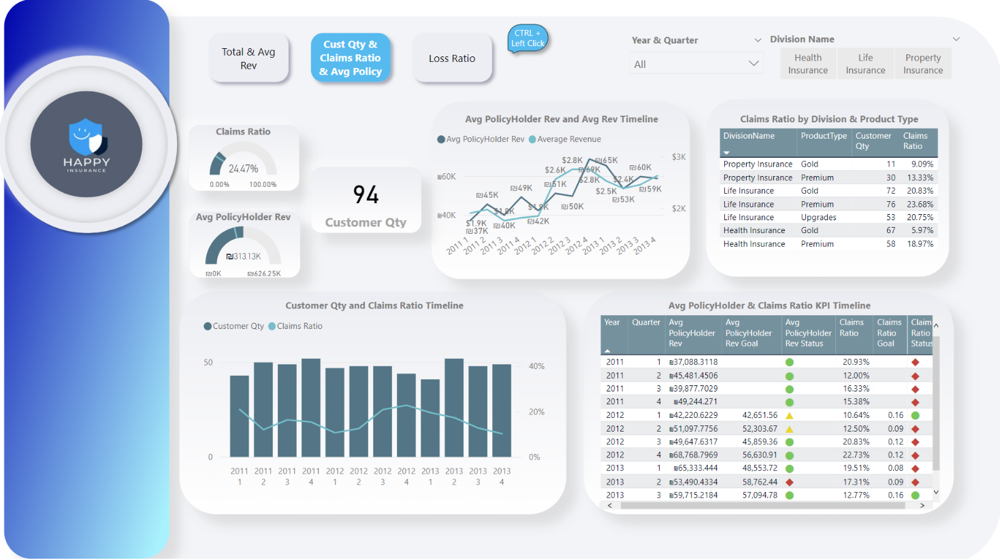 Total & Avg
Rev
Cust Qty &
Claims Ratio
& Avg Policy
Loss Ratio
CTRL +
Left Click
Year & Quarter
All
Division Name
Health
Insurance
Life
Insurance
Property
Insurance
HAPPY
INSURANCE
Claims Ratio
24.47%
0.00% 100.00%
Avg PolicyHolder Rev
₪313.13K
₪0K ₪626.25K
94
Customer Qty
Avg PolicyHolder Rev and Avg Rev Timeline
Avg PolicyHolder Rev Average Revenue
₪60K
₪40K
$3K
$2K
$1.9K
₪37K
₪45K
$1.8K
₪40K
₪49K
$1.9K
₪42K
$2.6K
₪51K
$2.8K
₪50K
₪69K
$2.8K
₪65K
$2.5K
$2.4K
₪53K
₪60K
₪59K
2011 1 2011 2 2011 3 2011 4 2012 1 2012 2 2012 3 2012 4 2013 1 2013 2 2013 3 2013 4
Claims Ratio by Division & Product Type
DivisionName ProductType Customer Qty Claims Ratio
Property Insurance Gold 11 9.09%
Property Insurance Premium 30 13.33%
Life Insurance Gold 72 20.83%
Life Insurance Premium 76 23.68%
Life Insurance Upgrades 53 20.75%
Health Insurance Gold 67 5.97%
Health Insurance Premium 58 18.97%
Customer Qty and Claims Ratio Timeline
Customer Qty Claims Ratio
50
0
40%
20%
0%
2011 2011 2011 2011 2012 2012 2012 2012 2013 2013 2013 2013
1 2 3 4 1 2 3 4 1 2 3 4
Avg PolicyHolder & Claims Ratio KPI Timeline
Year Quarter Avg PolicyHolder Rev Avg PolicyHolder Rev Goal Avg PolicyHolder Rev Status Claims Ratio Claims Ratio Goal Claim Ratio Status
2011 1 ₪37,088.3118 20.93%
2011 2 ₪45,481.4506 12.00%
2011 3 ₪39,877.7029 16.33%
2011 4 ₪49,244.271 15.38%
2012 1 ₪42,220.6229 42,651.56 10.64% 0.16
2012 2 ₪51,097.7756 52,303.67 12.50% 0.09
2012 3 ₪49,647.6317 45,859.36 20.83% 0.12
2012 4 ₪68,768.7969 56,630.91 22.73% 0.12
2013 1 ₪65,333.444 48,553.72 19.51% 0.08
2013 2 ₪53,490.4334 58,762.44 17.31% 0.09
2013 3 ₪59,715.2184 57,094.78 12.77% 0.16